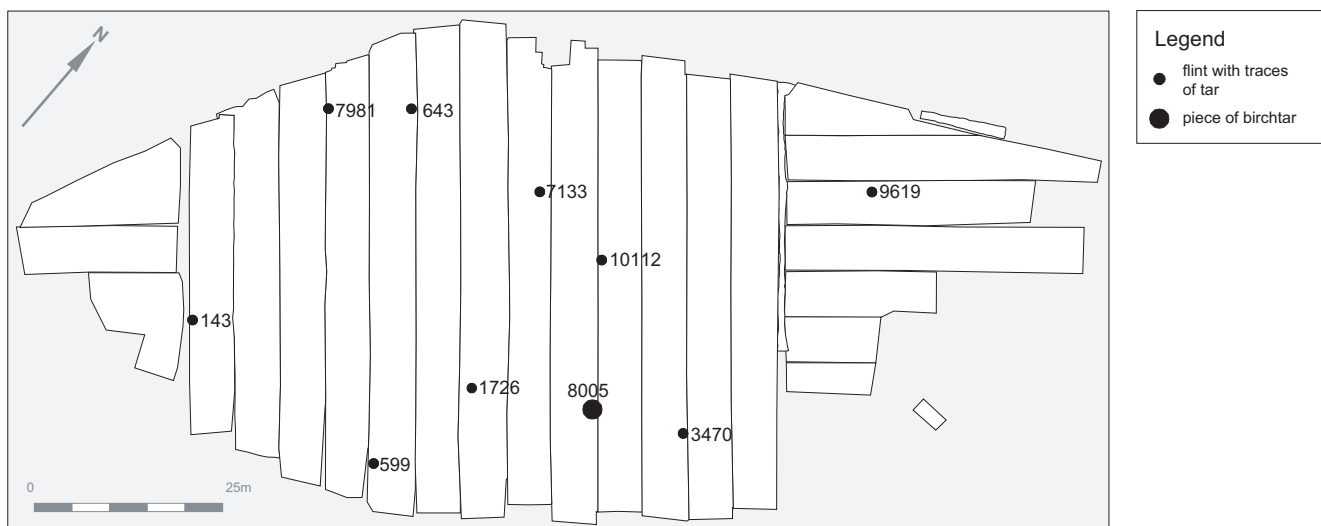 N
7981
643
7133
9619
10112
143
1726
8005
3470
599
0
25m
Legend
flint with traces
of tar
piece of birchtar